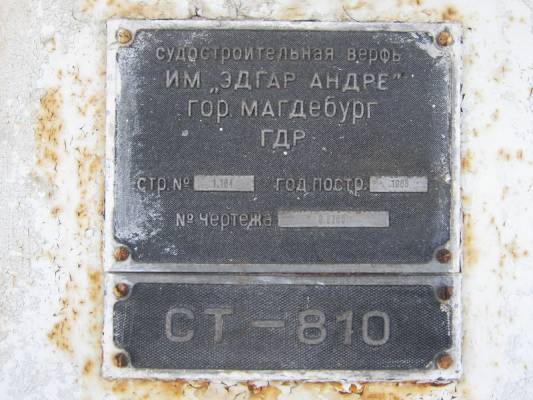 судостроительная верфь
ИМ „ЭДГАР АНДРЕ"
гор МАГДЕБУРГ
ГДР
стр. № год постр.
№ чертежа
СТ – 810